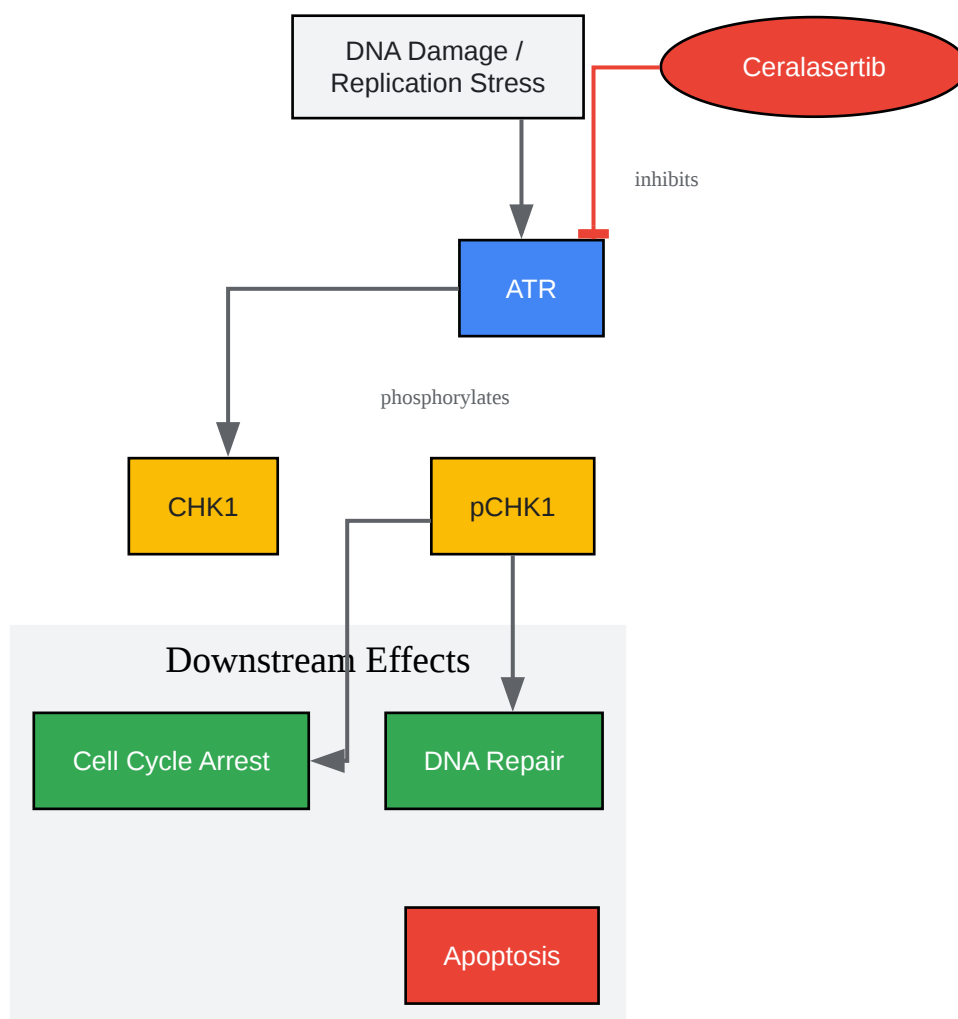 DNA Damage /
Replication Stress
Ceralasertib
inhibits
ATR
phosphorylates
CHK1
pCHK1
Downstream Effects
Cell Cycle Arrest
DNA Repair
Apoptosis